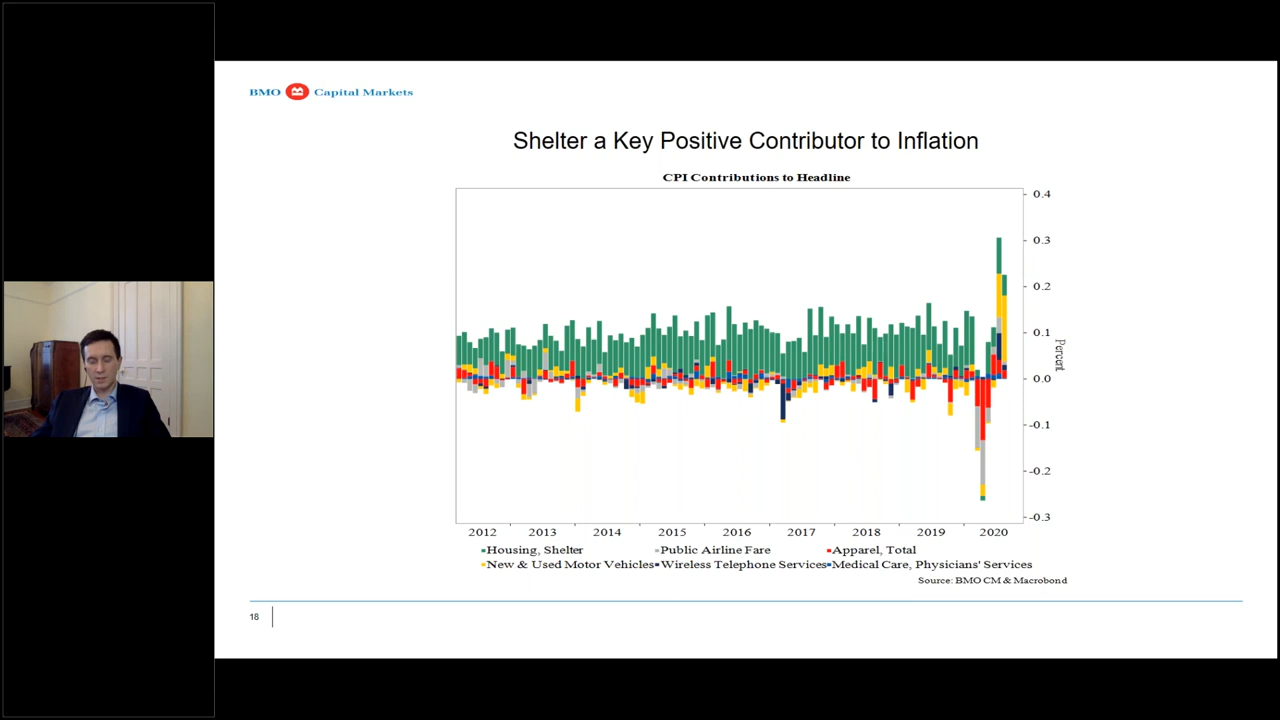 BMO Capital Markets
Shelter a Key Positive Contributor to Inflation
CPI Contributions to Headline
0.4
0.3
0.2
0.1
0.0
-0.1
-0.2
-0.3
Percent
2012 2013 2014 2015 2016 2017 2018 2019 2020
Housing, Shelter Public Airline Fare Apparel, Total
New & Used Motor Vehicles Wireless Telephone Services Medical Care, Physicians' Services
Source: BMO CM & Macrobond
18